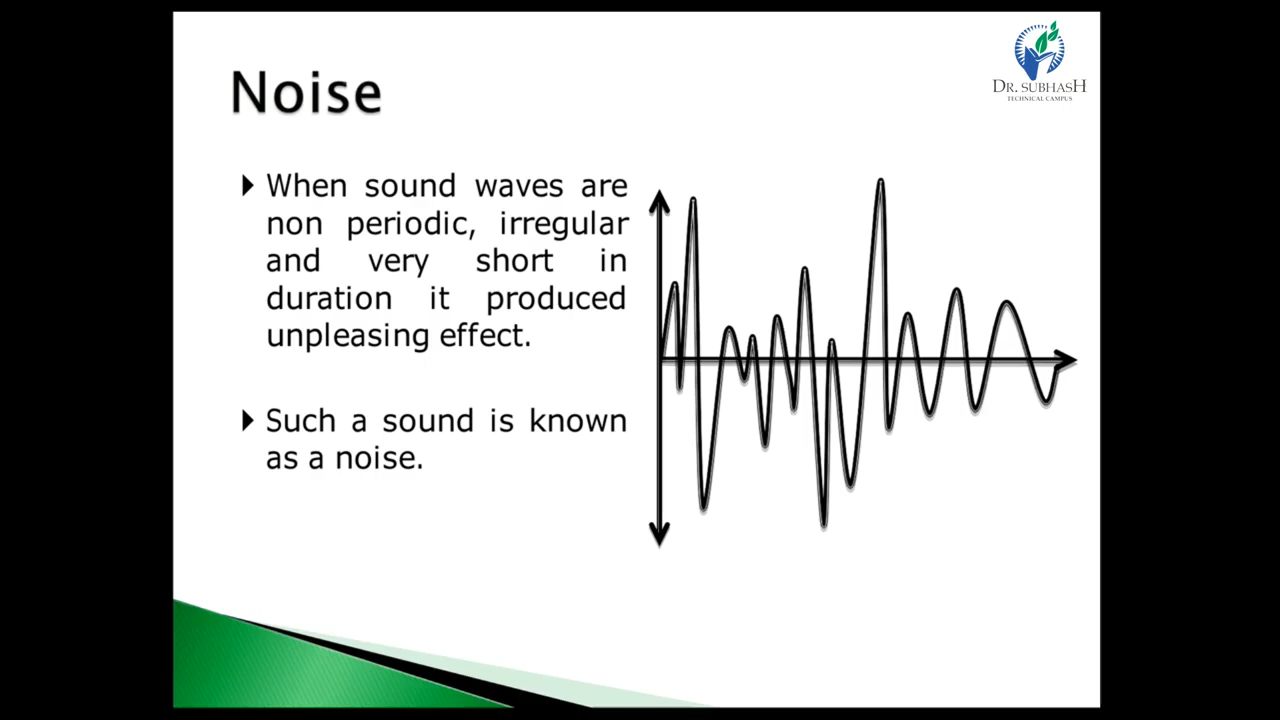 DR. SUBHASH
TECHNICAL CAMPUS
Noise
When sound waves are
non periodic, irregular
and very short in
duration it produced
unpleasing effect.
Such a sound is known
as a noise.